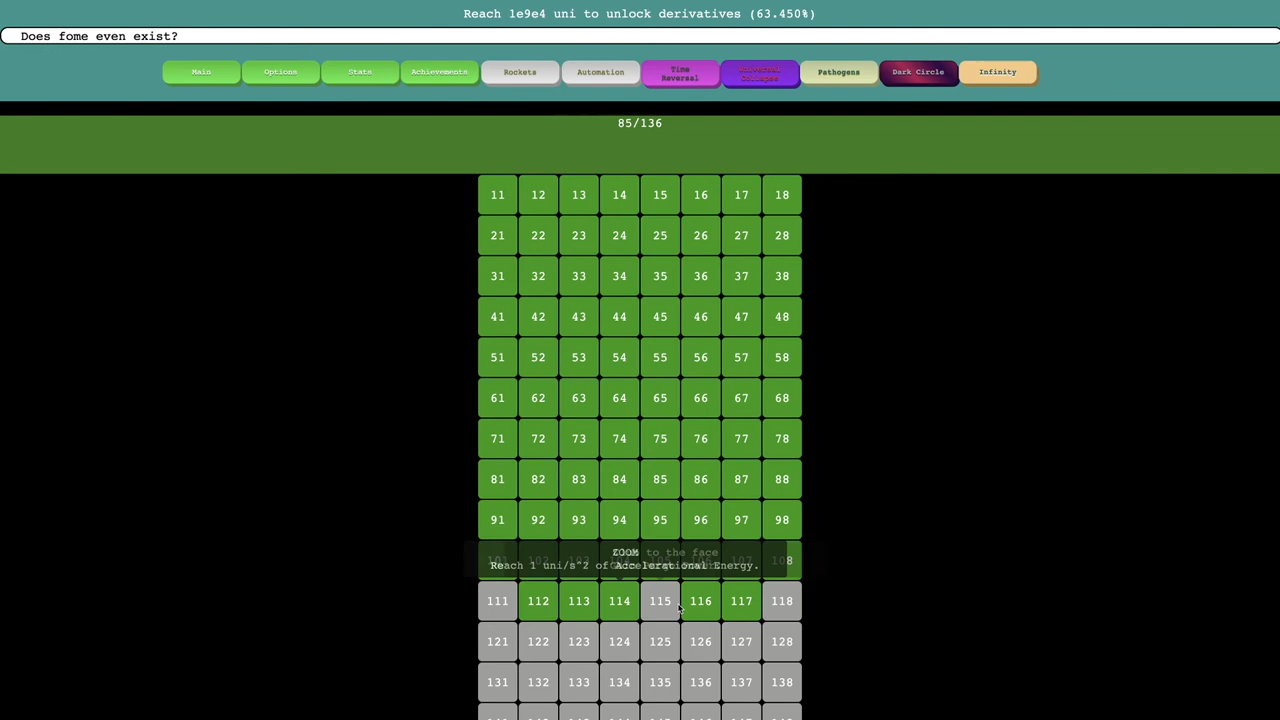 Reach 1e9e4 uni to unlock derivatives (63.450%)
Does fome even exist?
Main Options Stats Achievements Rockets Automation Time Reversal Universal Collapse Pathogens Dark Circle Infinity
85/136
11 12 13 14 15 16 17 18
21 22 23 24 25 26 27 28
31 32 33 34 35 36 37 38
41 42 43 44 45 46 47 48
51 52 53 54 55 56 57 58
61 62 63 64 65 66 67 68
71 72 73 74 75 76 77 78
81 82 83 84 85 86 87 88
91 92 93 94 95 96 97 98
ZOOM to the face
Reach 1 uni/s^2 of Accelerational Energy.
111 112 113 114 115 116 117 118
121 122 123 124 125 126 127 128
131 132 133 134 135 136 137 138